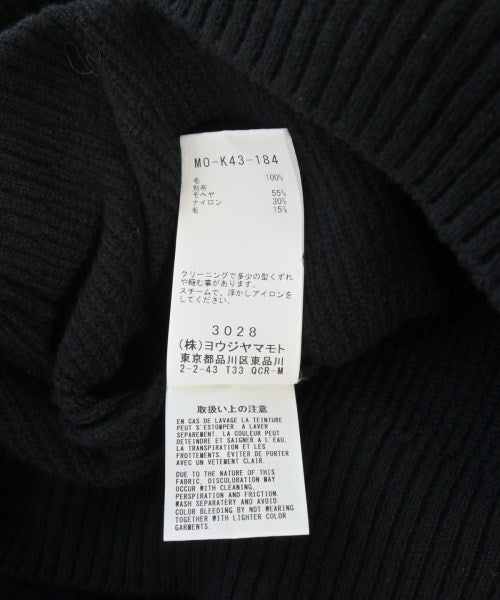 MO-K43-184
毛 100%
別布
モヘヤ 55%
ナイロン 30%
毛 15%
クリーニングで多少の型くずれ
や縮む事があります。
スチームで、浮かしアイロンを
してください。
3028
(株)ヨウジヤマモト
東京都品川区東品川
2-2-43 T33 QCR-M
取扱い上の注意
EN CAS DE LAVAGE LA TEINTURE
PEUT S'ESTOMPER. A LAVER
SEPAREMENT. LA COULEUR PEUT
DETEINDRE ET SAIGNER A L'EAU,
LA TRANSPIRATION ET LES
FROTTEMENTS. EVITER DE PORTER
AVEC UN VETEMENT CLAIR.
DUE TO THE NATURE OF THIS
FABRIC, DISCOLORATION MAY
OCCUR WITH CLEANING,
PERSPIRATION AND FRICTION.
WASH SEPARATERY AND AVOID
COLOR BLEEDING BY NOT WEARING
TOGETHER WITH LIGHTER COLOR
GARMENTS.